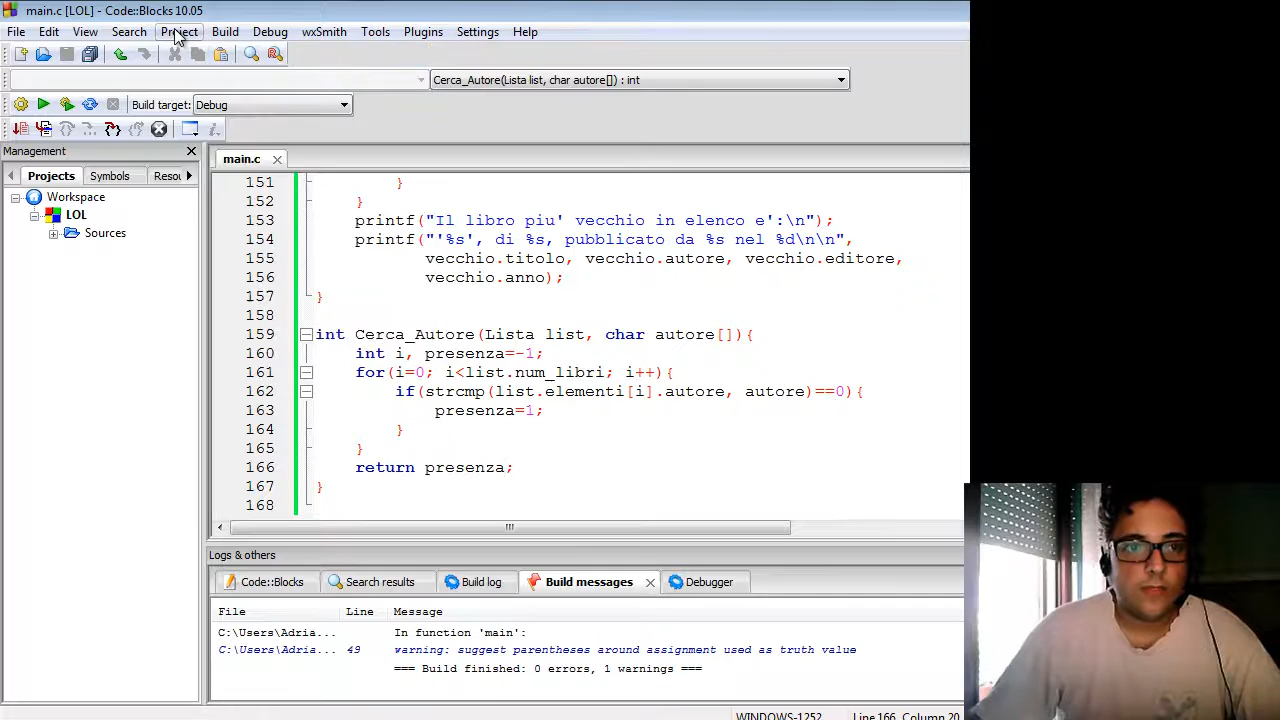 main.c [LOL] - Code::Blocks 10.05
File Edit View Search Project Build Debug wxSmith Tools Plugins Settings Help
Cerca_Autore(Lista list, char autore[]) : int
Build target: Debug
Management
Projects Symbols Resou
main.c
Workspace
LOL
Sources
151 }
152 }
153 printf("Il libro piu' vecchio in elenco e':\n");
154 printf("'%s', di %s, pubblicato da %s nel %d\n\n",
155 vecchio.titolo, vecchio.autore, vecchio.editore,
156 vecchio.anno);
157 }
158
159 int Cerca_Autore(Lista list, char autore[]){
160 int i, presenza=-1;
161 for(i=0; i<list.num_libri; i++){
162 if(strcmp(list.elementi[i].autore, autore)==0){
163 presenza=1;
164 }
165 }
166 return presenza;
167 }
168
Logs & others
Code::Blocks Search results Build log Build messages Debugger
File Line Message
C:\Users\Adria... In function 'main':
C:\Users\Adria... 49 warning: suggest parentheses around assignment used as truth value
=== Build finished: 0 errors, 1 warnings ===
WINDOWS-1252 Line 166, Column 20